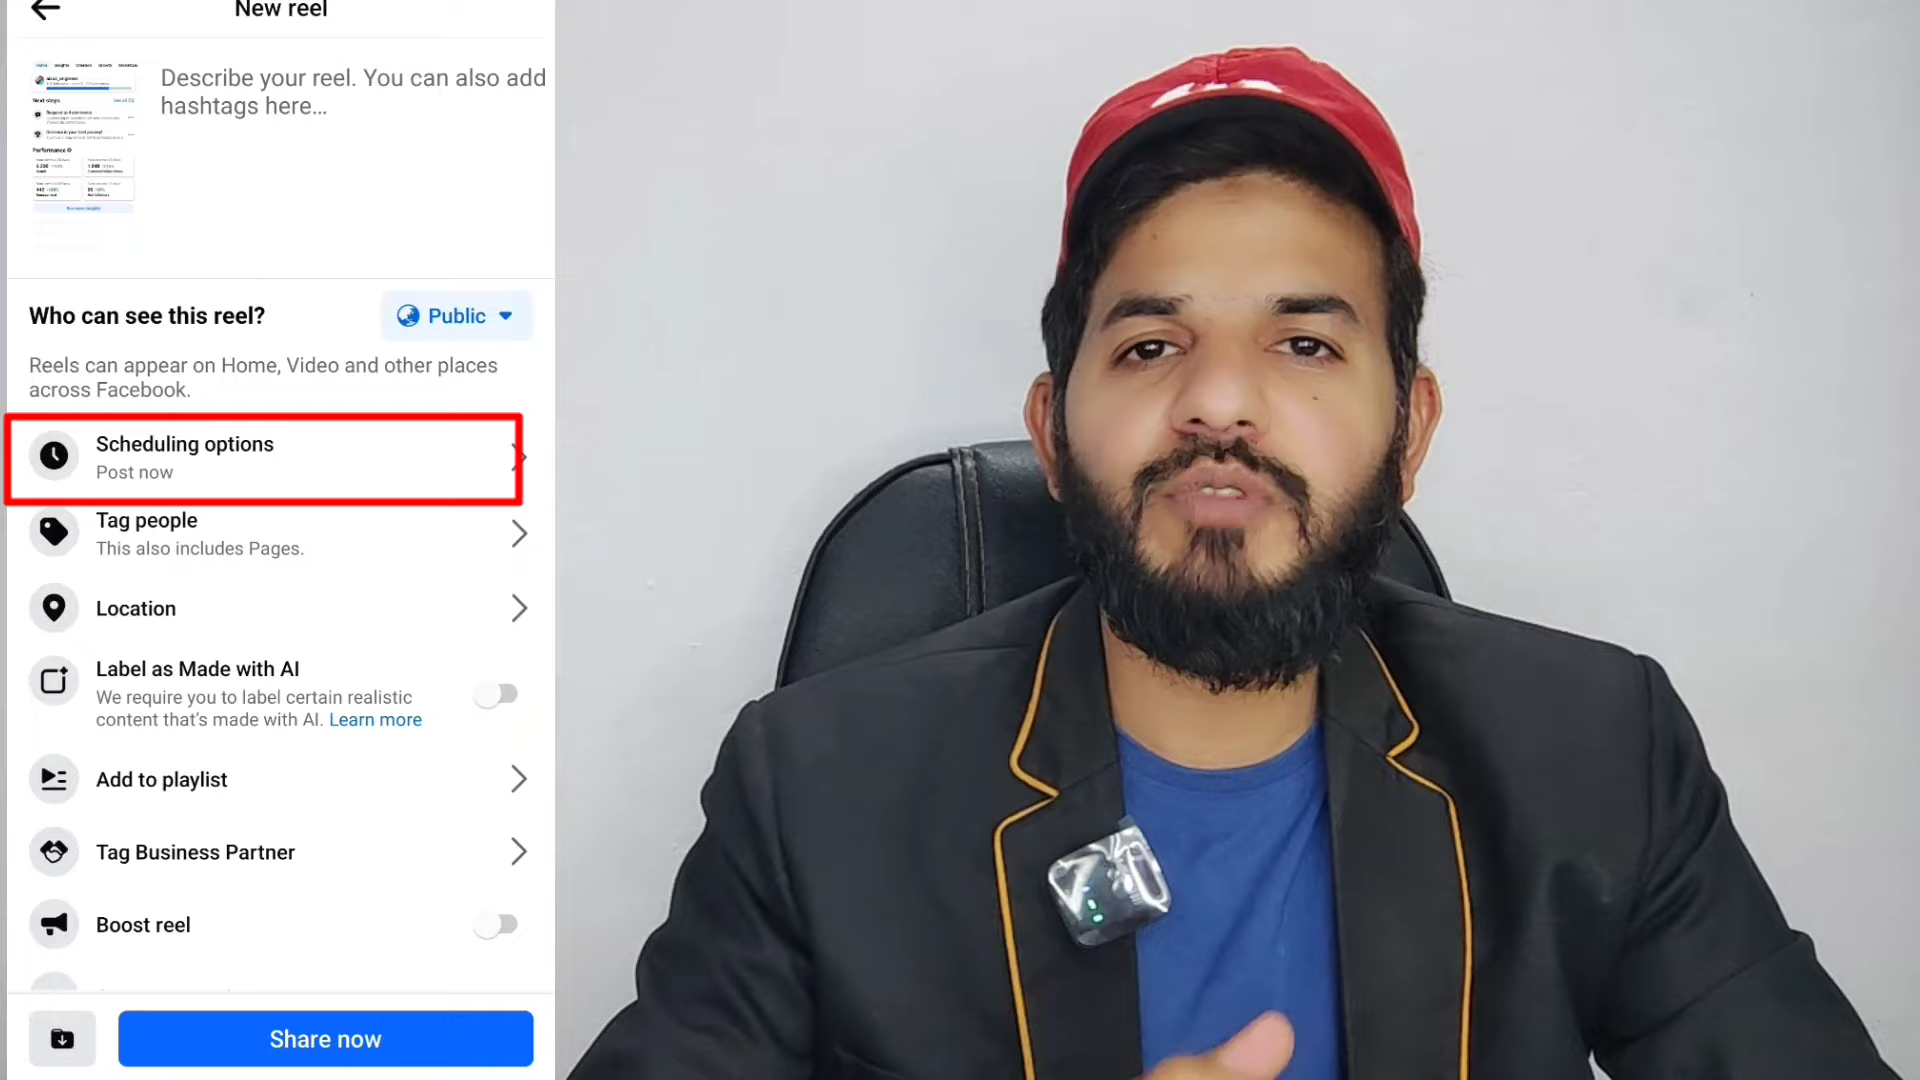 New reel
Describe your reel. You can also add
hashtags here...
Next steps
Performance
Who can see this reel?
Public
Reels can appear on Home, Video and other places
across Facebook.
Scheduling options
Post now
Tag people
This also includes Pages.
Location
Label as Made with AI
We require you to label certain realistic
content that's made with AI. Learn more
Add to playlist
Tag Business Partner
Boost reel
Share now